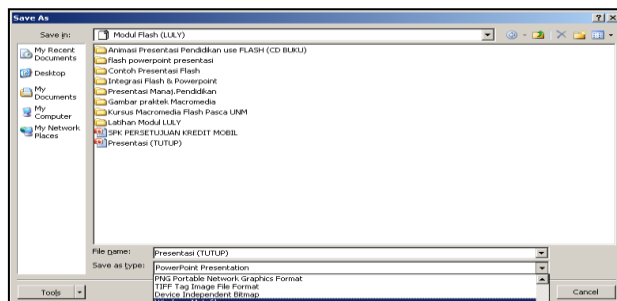 Save As
Save in: Modul Flash (LULY)
My Recent Documents
Desktop
My Documents
My Computer
My Network Places
Animasi Presentasi Pendidikan use FLASH (CD BUKU)
flash powerpoint presentasi
Contoh Presentasi Flash
Integrasi Flash & Powerpoint
Presentasi Manaj.Pendidikan
Gambar praktek Macromedia
Kursus Macromedia Flash Pasca UNM
Latihan Modul LULY
SPK PERSETUJUAN KREDIT MOBIL
Presentasi (TUTUP)
File name: Presentasi (TUTUP)
Save as type: PowerPoint Presentation
PNG Portable Network Graphics Format
TIFF Tag Image File Format
Device Independent Bitmap
Tools
Cancel